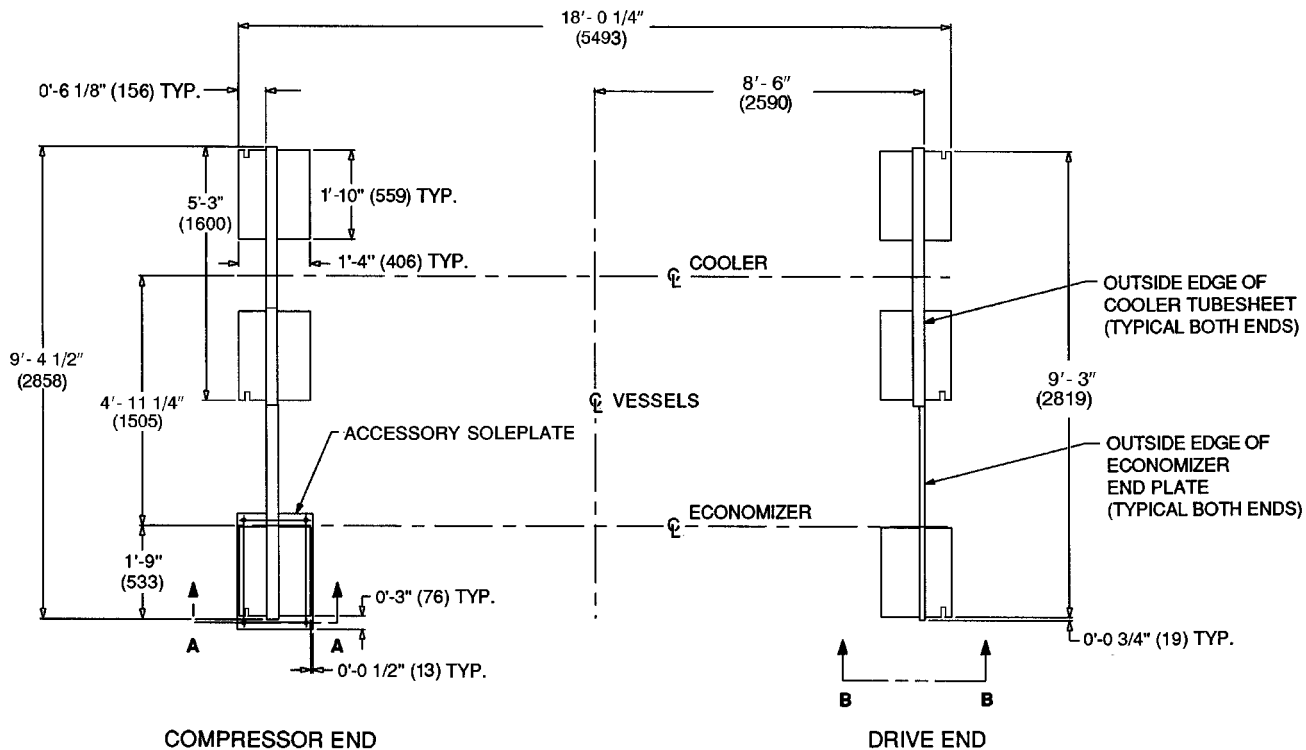 18'- 0 1/4"
(5493)
0'-6 1/8" (156) TYP.
8'- 6"
(2590)
5'-3"
(1600)
1'-10" (559) TYP.
1'-4" (406) TYP.
℄ COOLER
OUTSIDE EDGE OF
COOLER TUBESHEET
(TYPICAL BOTH ENDS)
9'- 4 1/2"
(2858)
4'- 11 1/4"
(1505)
℄ VESSELS
9'- 3"
(2819)
ACCESSORY SOLEPLATE
OUTSIDE EDGE OF
ECONOMIZER
END PLATE
(TYPICAL BOTH ENDS)
℄ ECONOMIZER
1'-9"
(533)
0'-3" (76) TYP.
A A
0'-0 1/2" (13) TYP.
0'-0 3/4" (19) TYP.
B B
COMPRESSOR END
DRIVE END